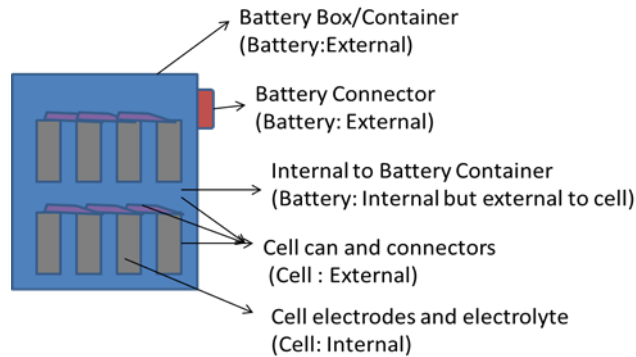 Battery Box/Container
(Battery:External)
Battery Connector
(Battery: External)
Internal to Battery Container
(Battery: Internal but external to cell)
Cell can and connectors
(Cell : External)
Cell electrodes and electrolyte
(Cell: Internal)